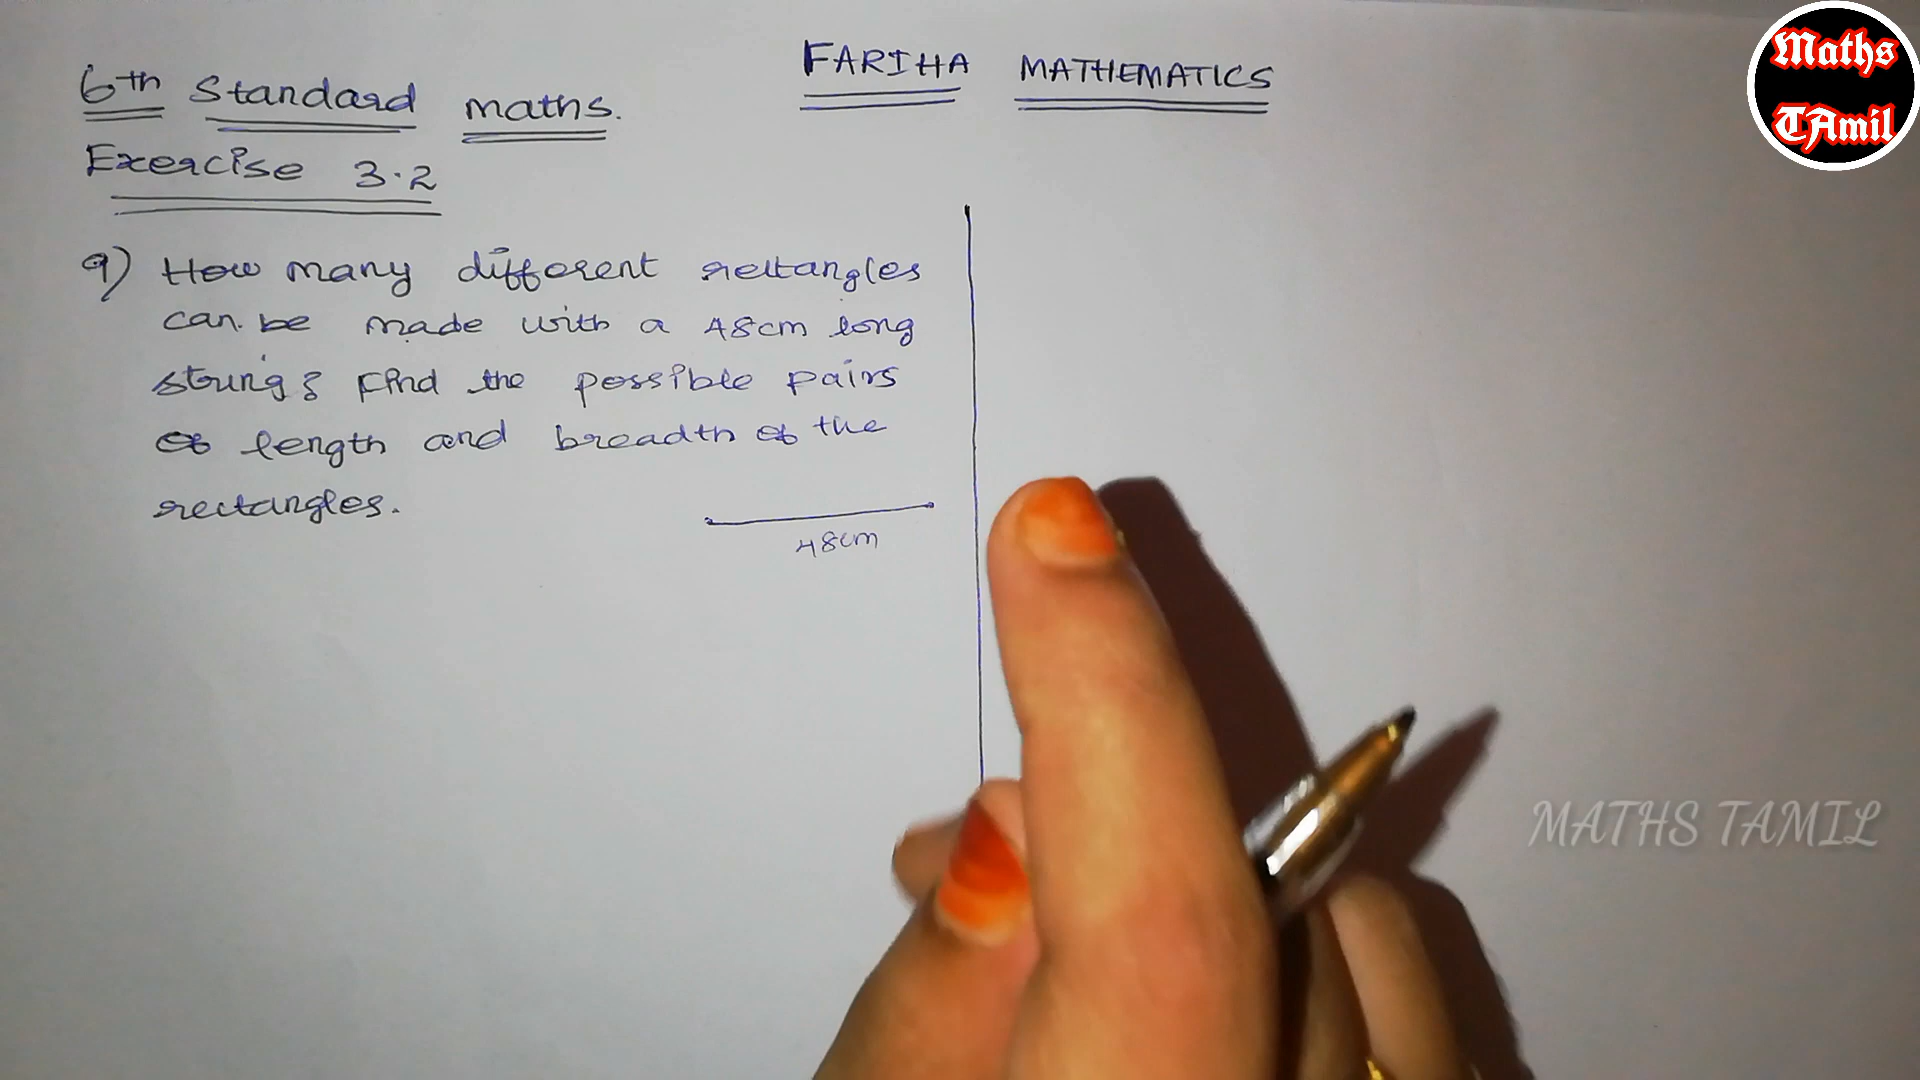 6th Standard maths.
FARIHA MATHEMATICS
Maths
TAmil
Exercise 3.2
9) How many different rectangles
can be made with a 48cm long
string? Find the possible pairs
of length and breadth of the
rectangles.
48cm
MATHS TAMIL